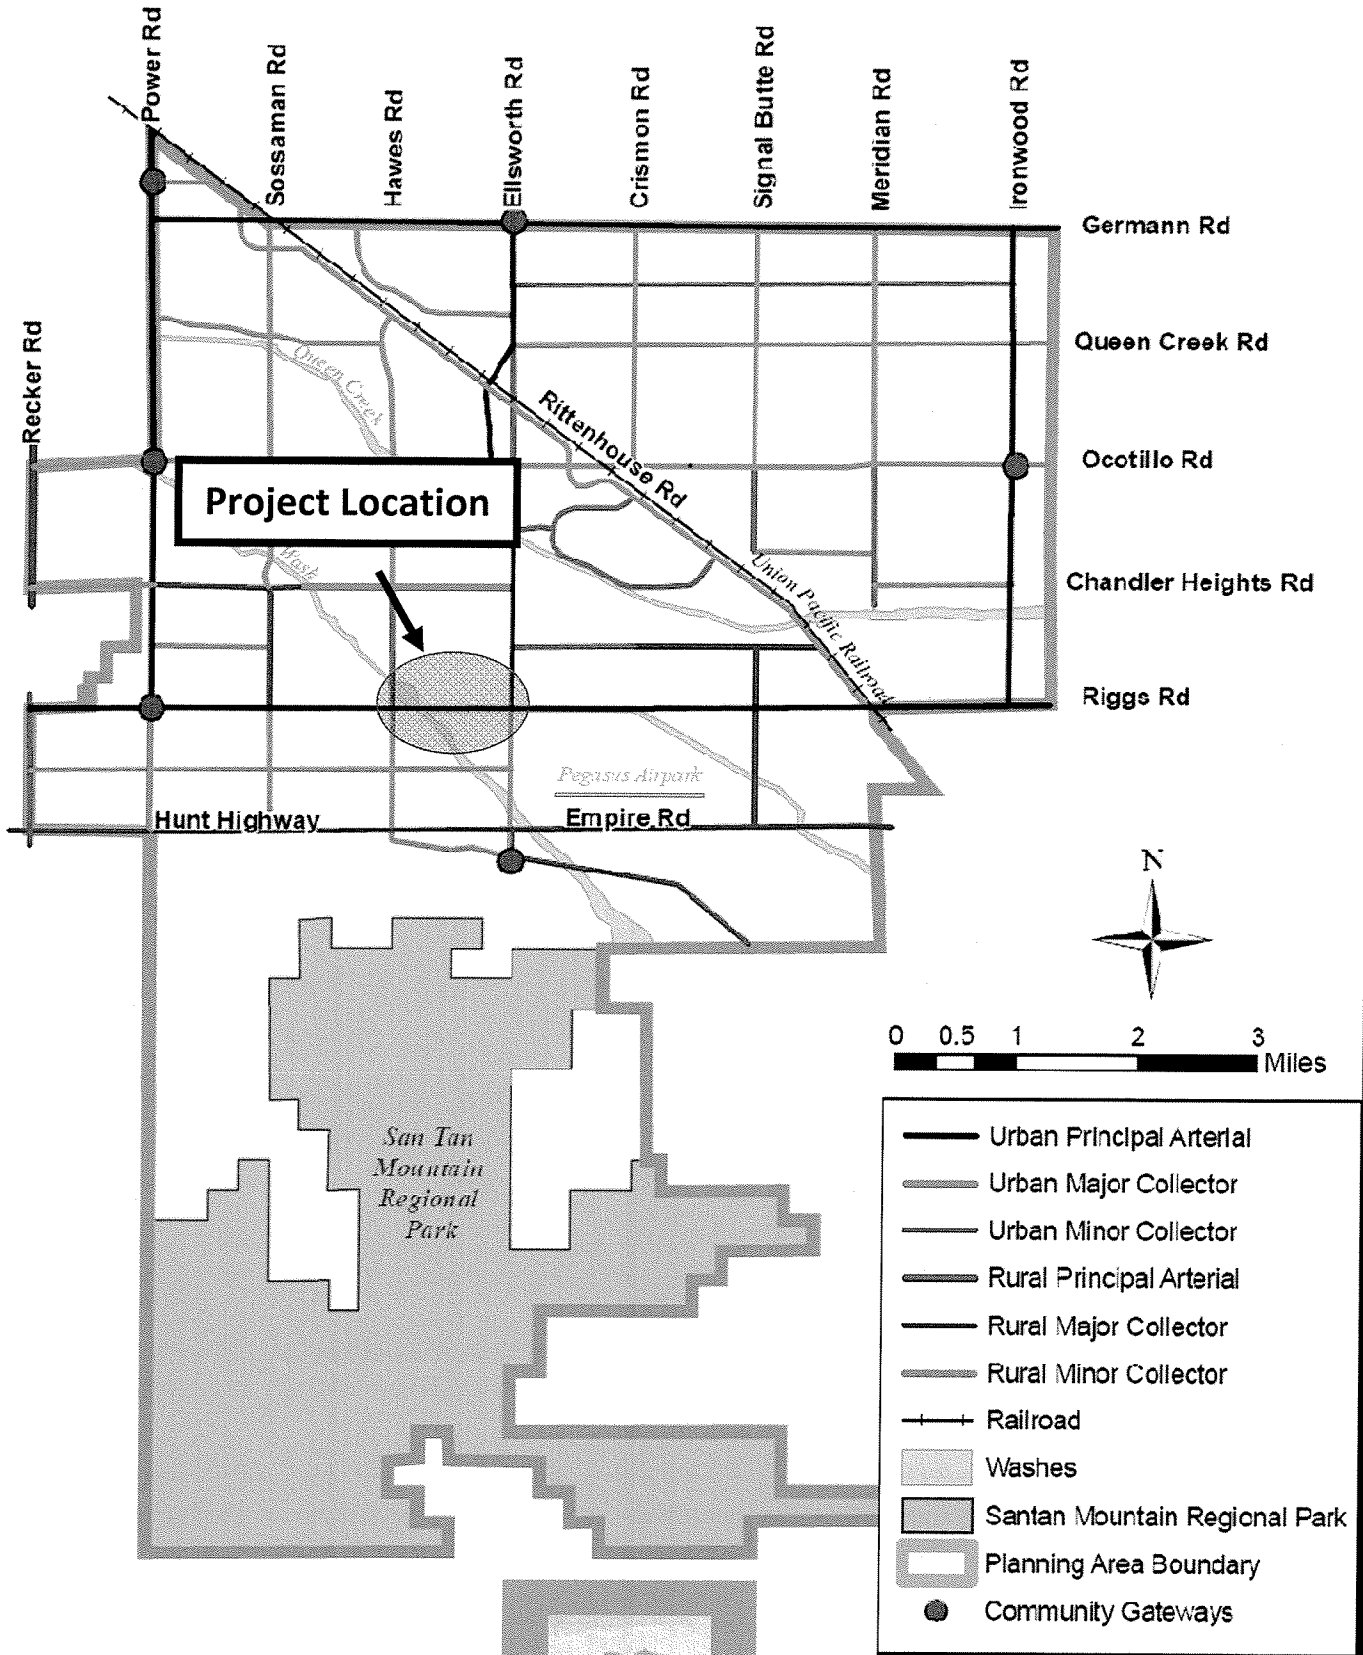 Power Rd
Sossaman Rd
Hawes Rd
Ellsworth Rd
Crismon Rd
Signal Butte Rd
Meridian Rd
Ironwood Rd
Germann Rd
Recker Rd
Queen Creek
Queen Creek Rd
Rittenhouse Rd
Ocotillo Rd
Project Location
Wash
Union Pacific Railroad
Chandler Heights Rd
Riggs Rd
Pegasus Airpark
Hunt Highway
Empire Rd
N
0 0.5 1 2 3
Miles
San Tan
Mountain
Regional
Park
Urban Principal Arterial
Urban Major Collector
Urban Minor Collector
Rural Principal Arterial
Rural Major Collector
Rural Minor Collector
Railroad
Washes
Santan Mountain Regional Park
Planning Area Boundary
Community Gateways